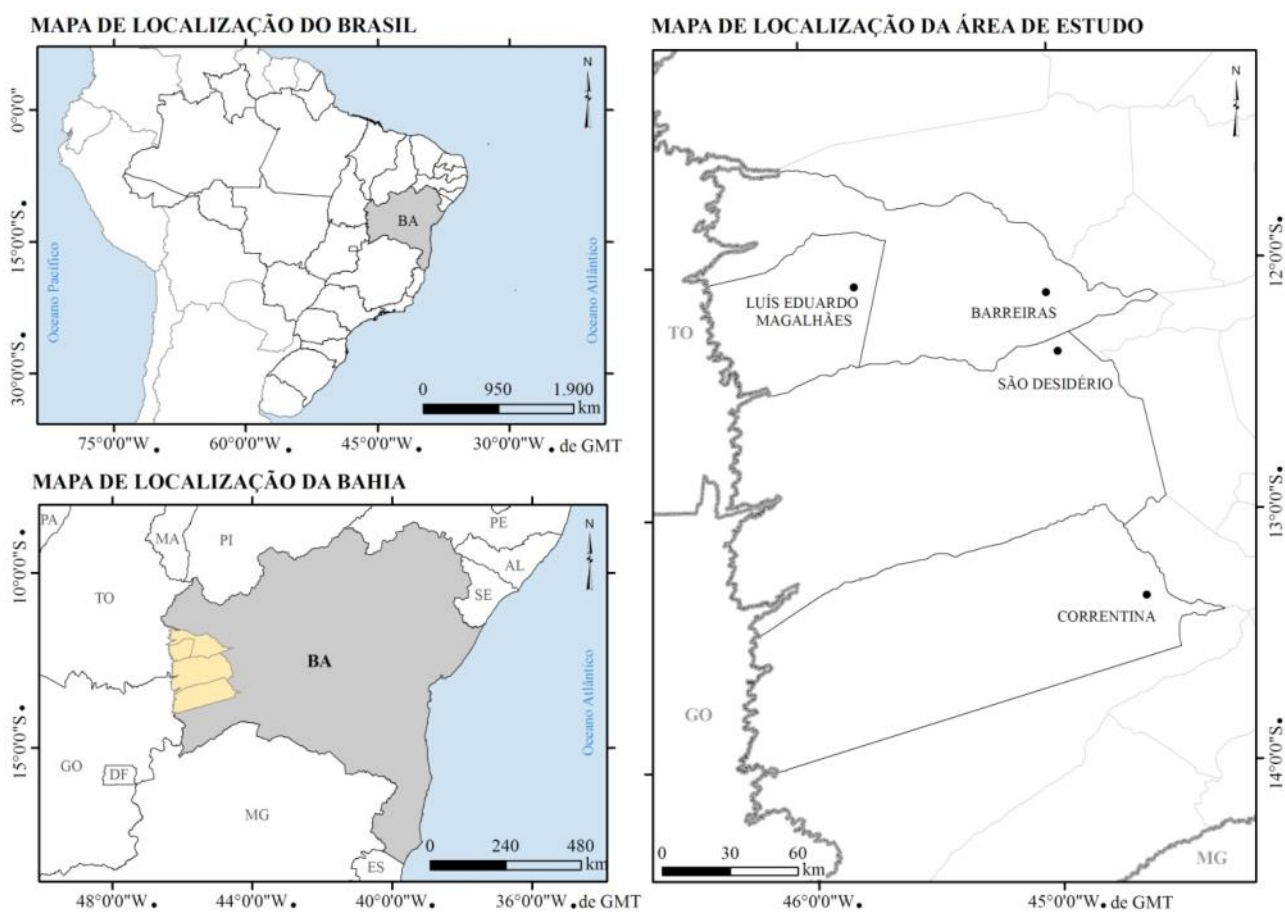 MAPA DE LOCALIZAÇÃO DO BRASIL
N
0°0'0"
15°0'0"S.
30°0'0"S.
Oceano Pacífico
BA
Oceano Atlântico
0 950 1.900
km
75°0'0"W 60°0'0"W 45°0'0"W 30°0'0"W. de GMT
MAPA DE LOCALIZAÇÃO DA BAHIA
PA
MA
PI
PE
N
AL
SE
TO
BA
10°0'0"S.
15°0'0"S.
Oceano Atlântico
GO
DF
MG
ES
0 240 480
km
48°0'0"W 44°0'0"W 40°0'0"W 36°0'0"W. de GMT
MAPA DE LOCALIZAÇÃO DA ÁREA DE ESTUDO
N
12°0'0"S.
LUÍS EDUARDO
MAGALHÃES
BARREIRAS
TO
SÃO DESIDÉRIO
13°0'0"S.
CORRENTINA
GO
14°0'0"S.
MG
0 30 60
km
46°0'0"W 45°0'0"W. de GMT